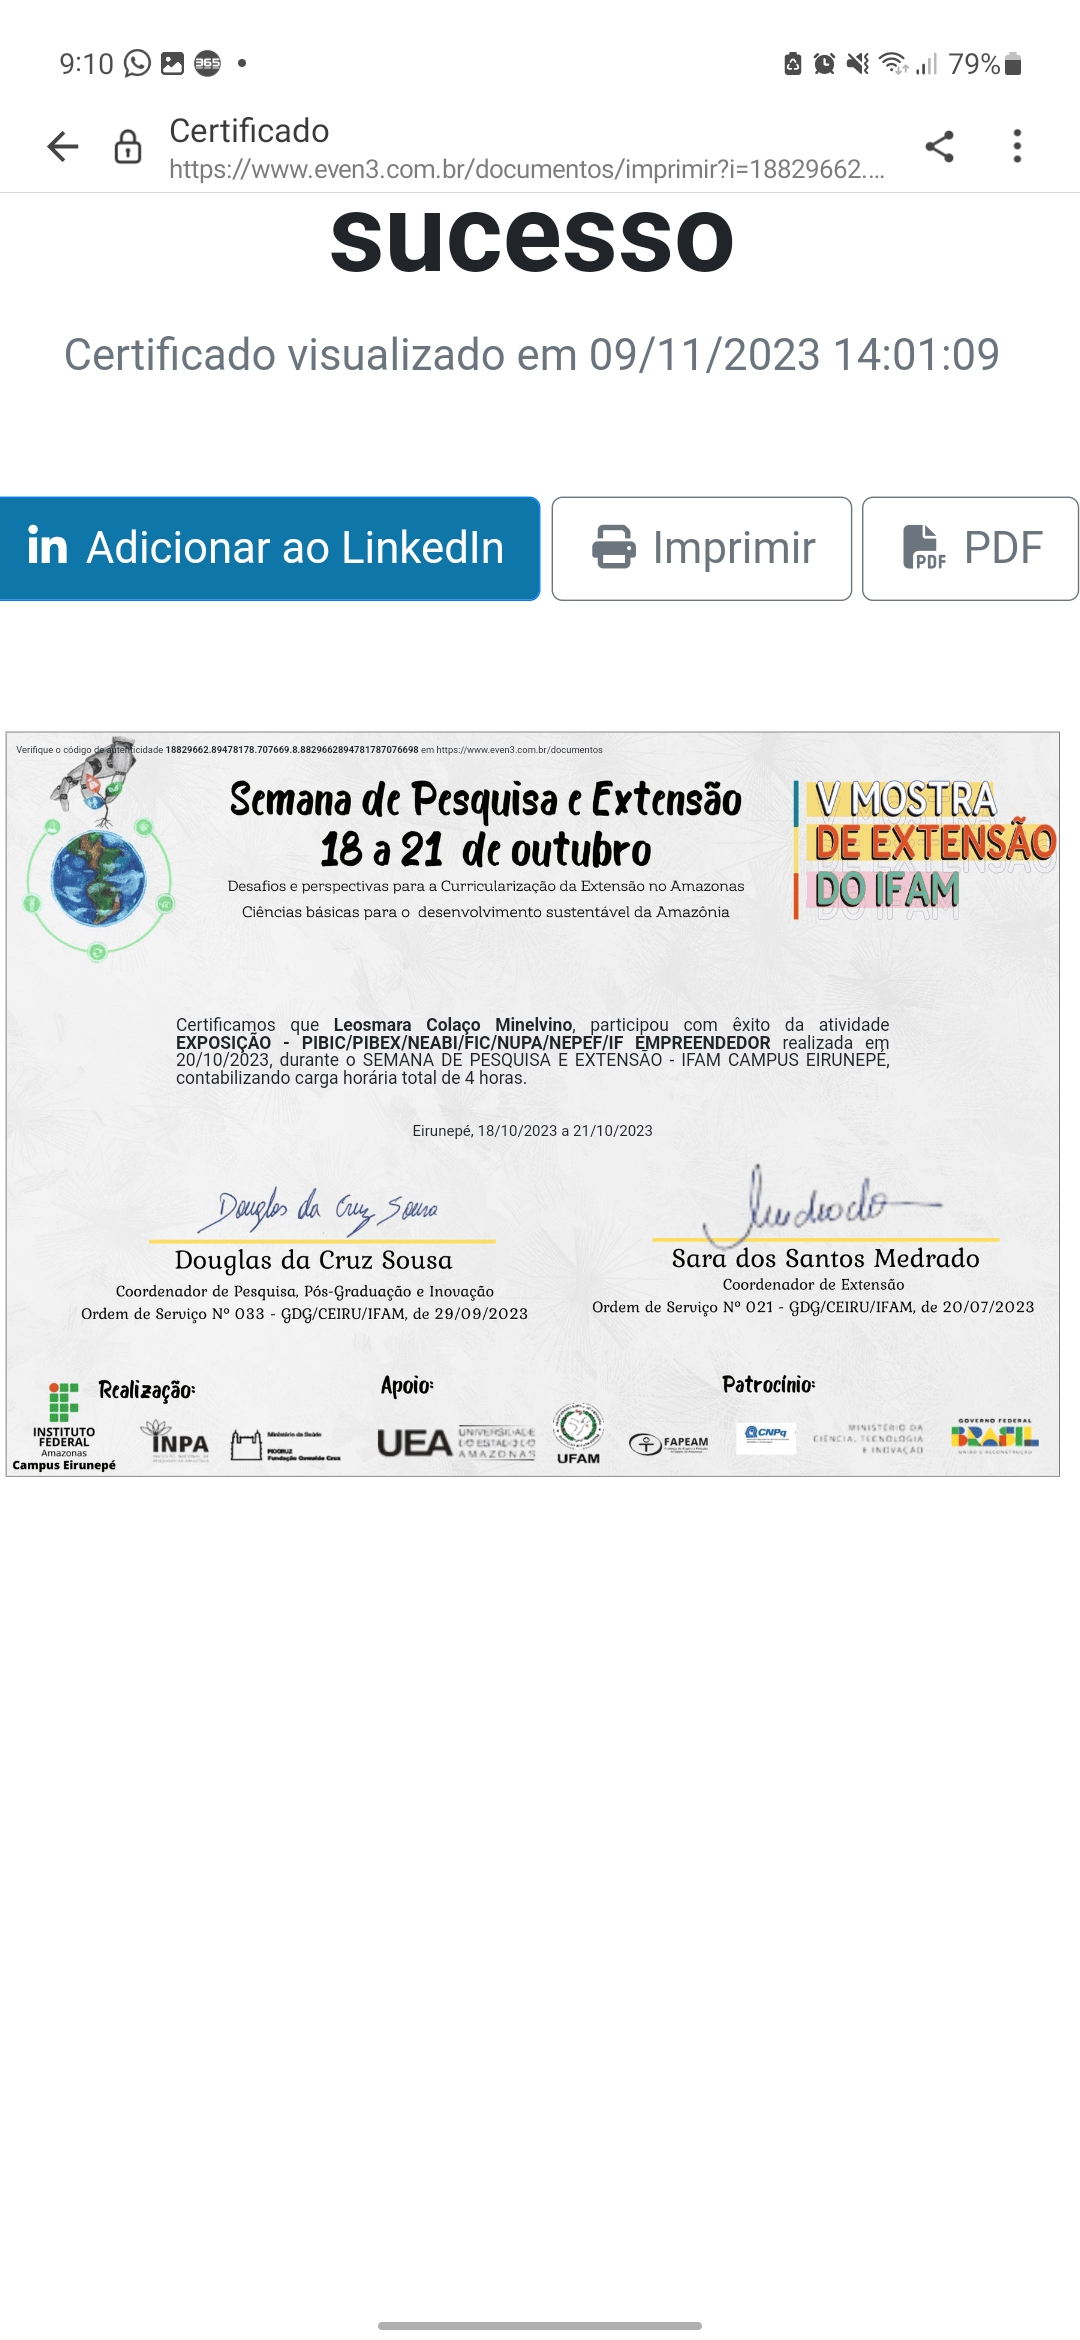 9:10 365 79%
Certificado
https://www.even3.com.br/documentos/imprimir?i=18829662....
sucesso
Certificado visualizado em 09/11/2023 14:01:09
in Adicionar ao LinkedIn Imprimir PDF PDF
Verifique o código de autenticidade 18829662.89478178.707669.8.8829662894781787076698 em https://www.even3.com.br/documentos
Semana de Pesquisa e Extensão
18 a 21 de outubro
Desafios e perspectivas para a Curricularização da Extensão no Amazonas
Ciências básicas para o desenvolvimento sustentável da Amazônia
V MOSTRA
DE EXTENSÃO
DO IFAM
Certificamos que Leosmara Colaço Minelvino, participou com êxito da atividade
EXPOSIÇÃO - PIBIC/PIBEX/NEABI/FIC/NUPA/NEPEF/IF EMPREENDEDOR realizada em
20/10/2023, durante o SEMANA DE PESQUISA E EXTENSÃO - IFAM CAMPUS EIRUNEPÉ,
contabilizando carga horária total de 4 horas.
Eirunepé, 18/10/2023 a 21/10/2023
Douglas da Cruz Sousa
Douglas da Cruz Sousa
Coordenador de Pesquisa, Pós-Graduação e Inovação
Ordem de Serviço Nº 033 - GDG/CEIRU/IFAM, de 29/09/2023
Medrado
Sara dos Santos Medrado
Coordenador de Extensão
Ordem de Serviço Nº 021 - GDG/CEIRU/IFAM, de 20/07/2023
Realização:
Apoio:
Patrocínio:
INSTITUTO
FEDERAL
Amazonas
Campus Eirunepé
INPA
Ministério da Saúde
FIOCRUZ
Fundação Oswaldo Cruz
UEA
UNIVERSIDADE
DO ESTADO DO
AMAZONAS
UFAM
FAPEAM
CNPq
MINISTÉRIO DA
CIÊNCIA, TECNOLOGIA
E INOVAÇÃO
GOVERNO FEDERAL
BRASIL
UNIÃO E RECONSTRUÇÃO